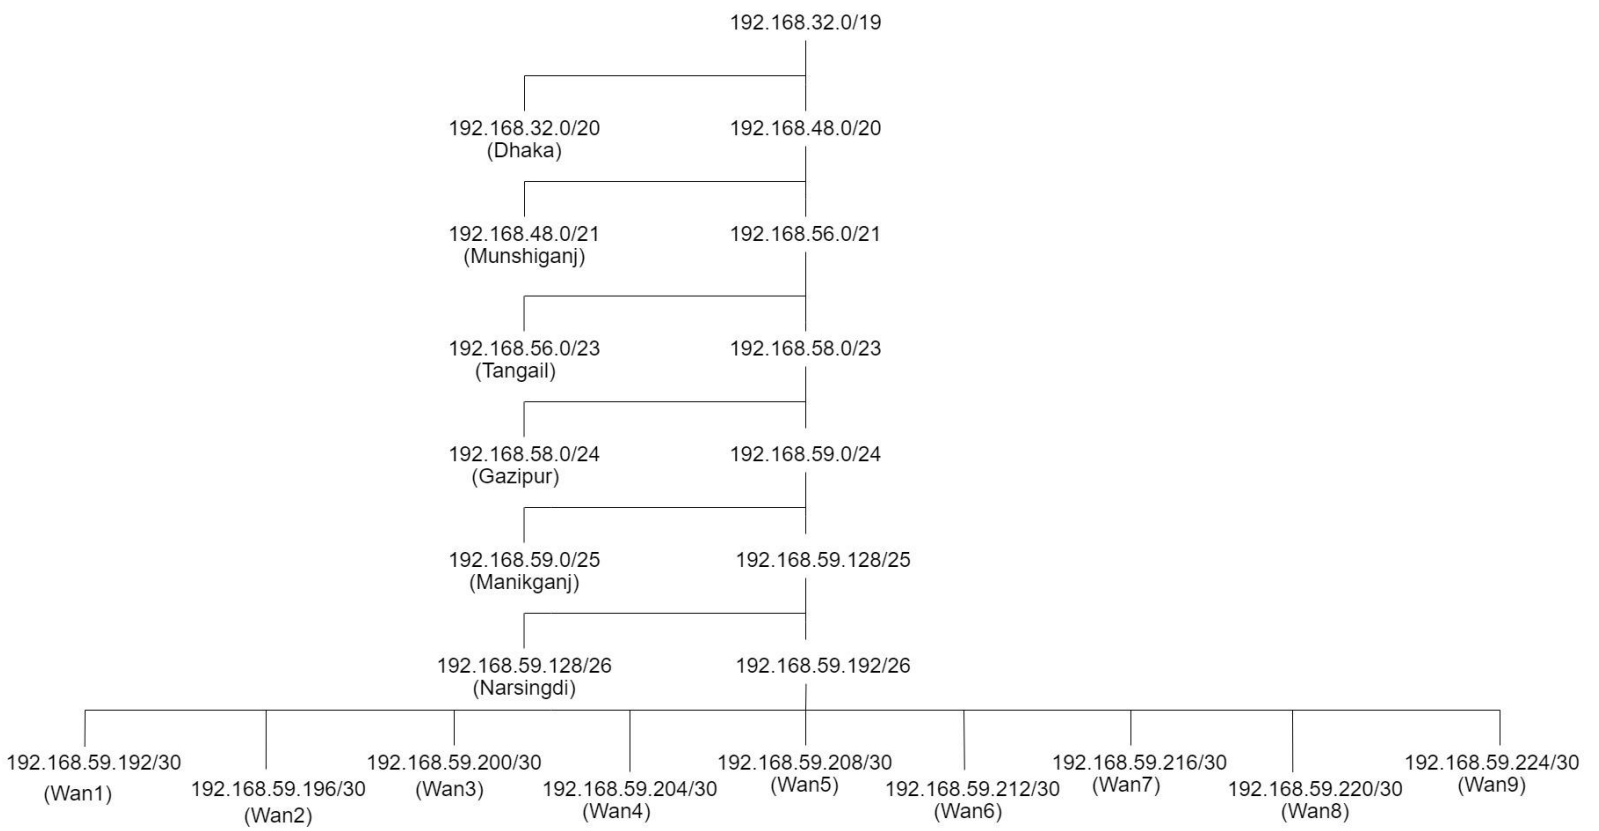 192.168.32.0/19
192.168.32.0/20
(Dhaka)
192.168.48.0/20
192.168.48.0/21
(Munshiganj)
192.168.56.0/21
192.168.56.0/23
(Tangail)
192.168.58.0/23
192.168.58.0/24
(Gazipur)
192.168.59.0/24
192.168.59.0/25
(Manikganj)
192.168.59.128/25
192.168.59.128/26
(Narsingdi)
192.168.59.192/26
192.168.59.192/30
(Wan1)
192.168.59.196/30
(Wan2)
192.168.59.200/30
(Wan3)
192.168.59.204/30
(Wan4)
192.168.59.208/30
(Wan5)
192.168.59.212/30
(Wan6)
192.168.59.216/30
(Wan7)
192.168.59.220/30
(Wan8)
192.168.59.224/30
(Wan9)